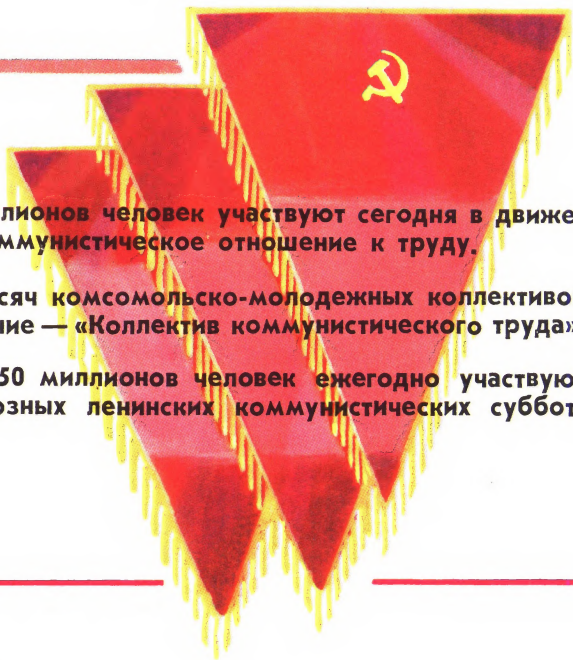 лионов человек участвуют сегодня в движе
ммунистическое отношение к труду.
сяч комсомольско-молодежных коллективо
ние — «Коллектив коммунистического труда»
50 миллионов человек ежегодно участвую
озных ленинских коммунистических суббот